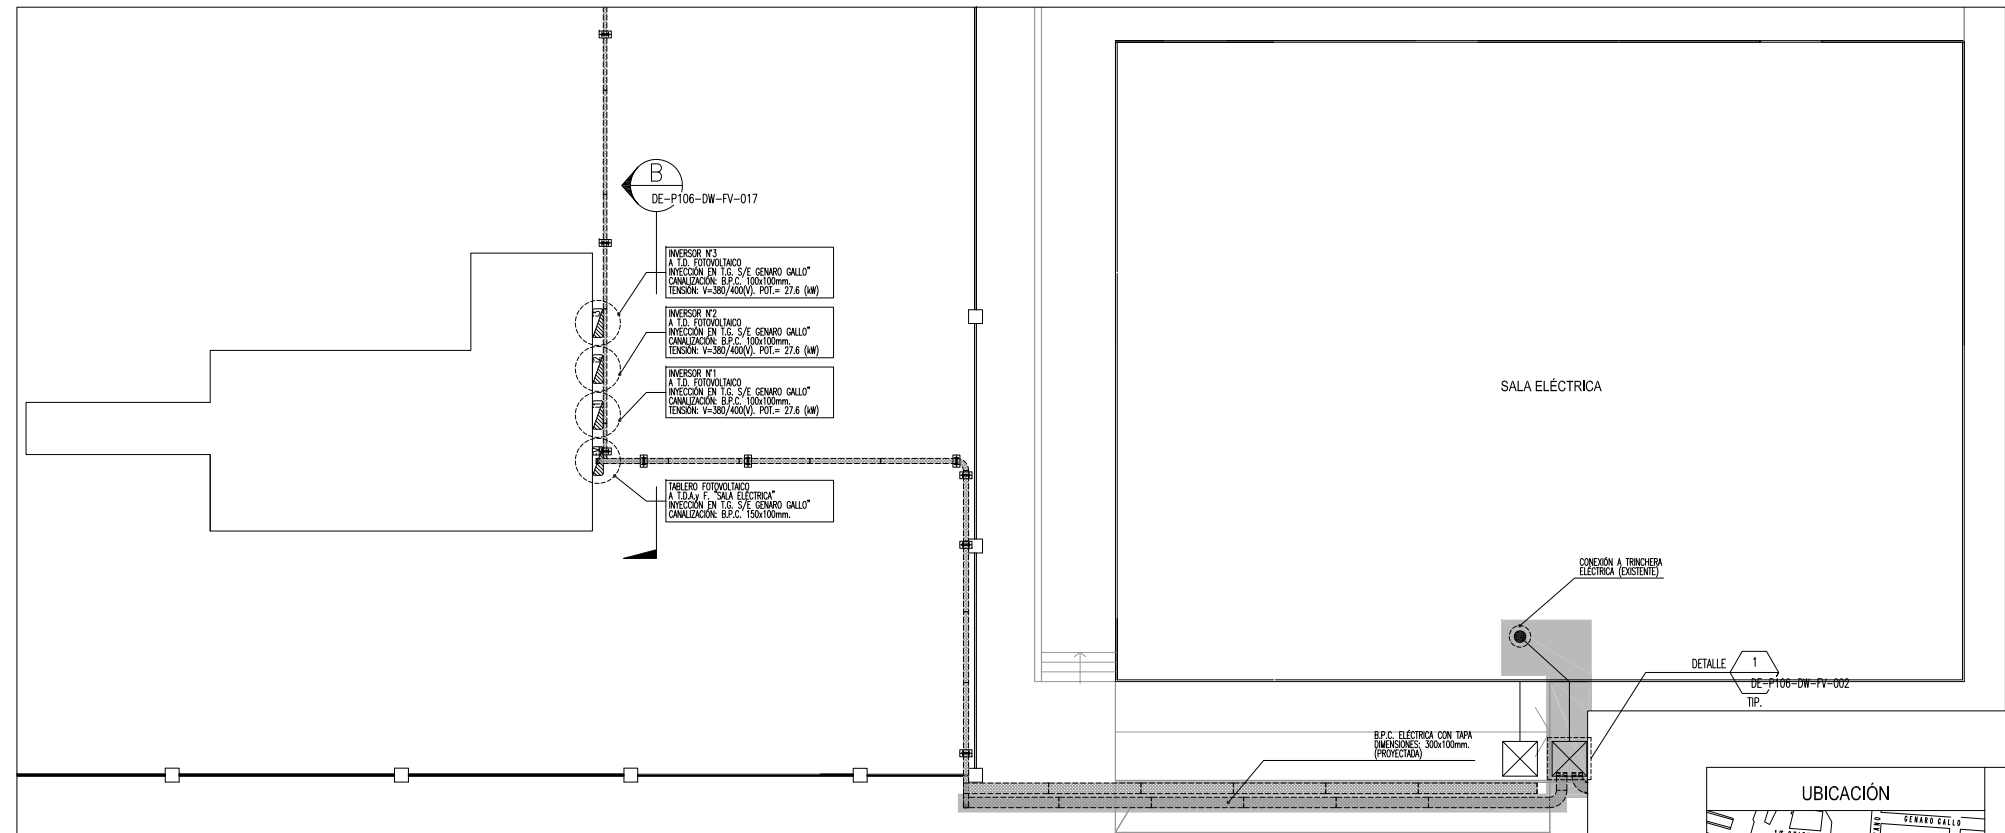 B
DE-P106-DW-FV-017
INVERSOR N°3
A T.D. FOTOVOLTAICO
INYECCIÓN EN T.G. S/E GENARO GALLO"
CANALIZACIÓN: B.P.C. 100x100mm.
TENSIÓN: V=380/400(V). POT.= 27.6 (kW)
INVERSOR N°2
A T.D. FOTOVOLTAICO
INYECCIÓN EN T.G. S/E GENARO GALLO"
CANALIZACIÓN: B.P.C. 100x100mm.
TENSIÓN: V=380/400(V). POT.= 27.6 (kW)
INVERSOR N°1
A T.D. FOTOVOLTAICO
INYECCIÓN EN T.G. S/E GENARO GALLO"
CANALIZACIÓN: B.P.C. 100x100mm.
TENSIÓN: V=380/400(V). POT.= 27.6 (kW)
TABLERO FOTOVOLTAICO
A T.D.A.y F. "SALA ELÉCTRICA"
INYECCIÓN EN T.G. S/E GENARO GALLO"
CANALIZACIÓN: B.P.C. 150x100mm.
SALA ELÉCTRICA
CONEXIÓN A TRINCHERA
ELÉCTRICA (EXISTENTE)
DETALLE 1
DE-P106-DW-FV-002
TIP.
B.P.C. ELÉCTRICA CON TAPA
DIMENSIONES: 300x100mm.
(PROYECTADA)
UBICACIÓN
GENARO GALLO